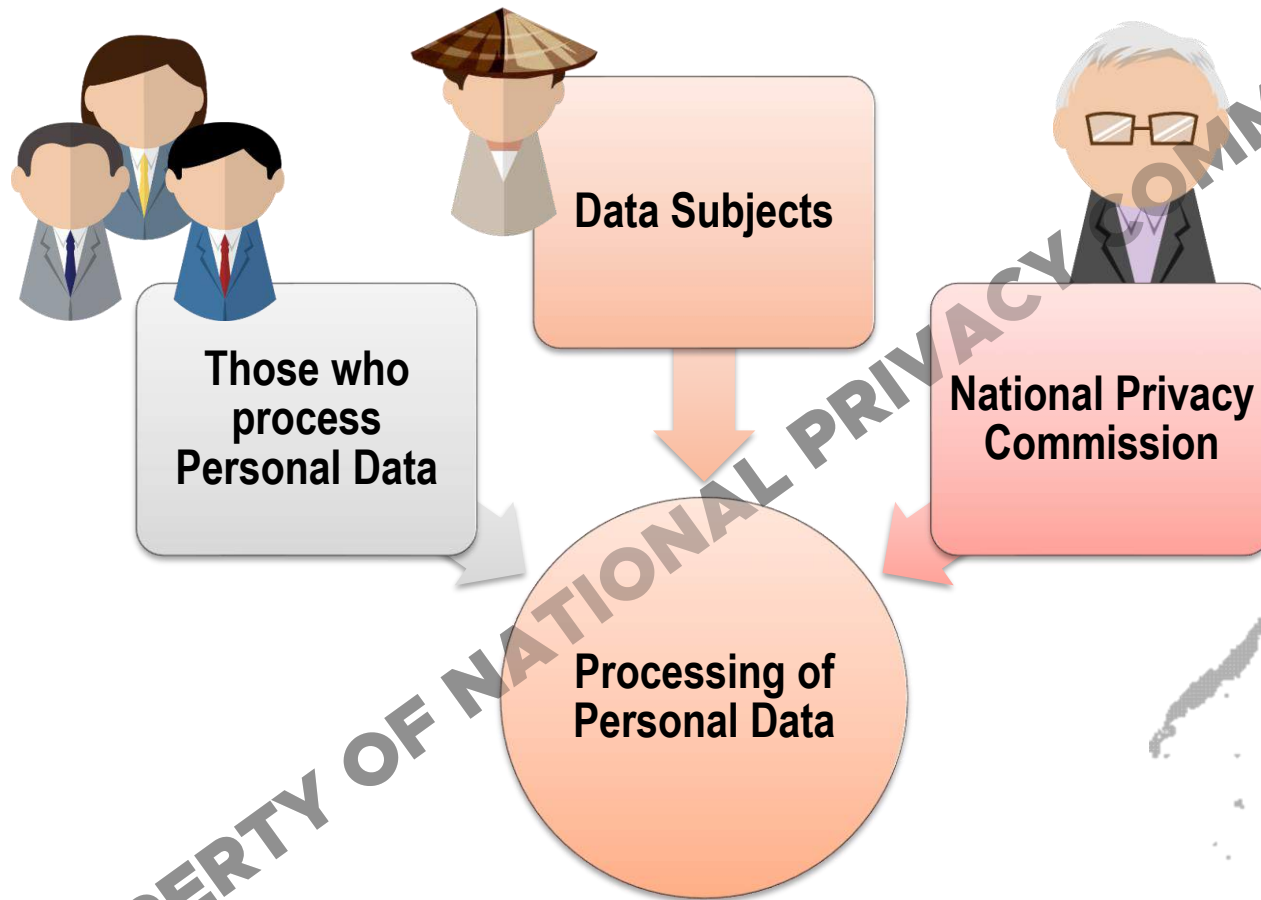 Data Subjects
Those who
process
Personal Data
National Privacy
Commission
Processing of
Personal Data
PERTY OF NATIONAL PRIVACY COMM